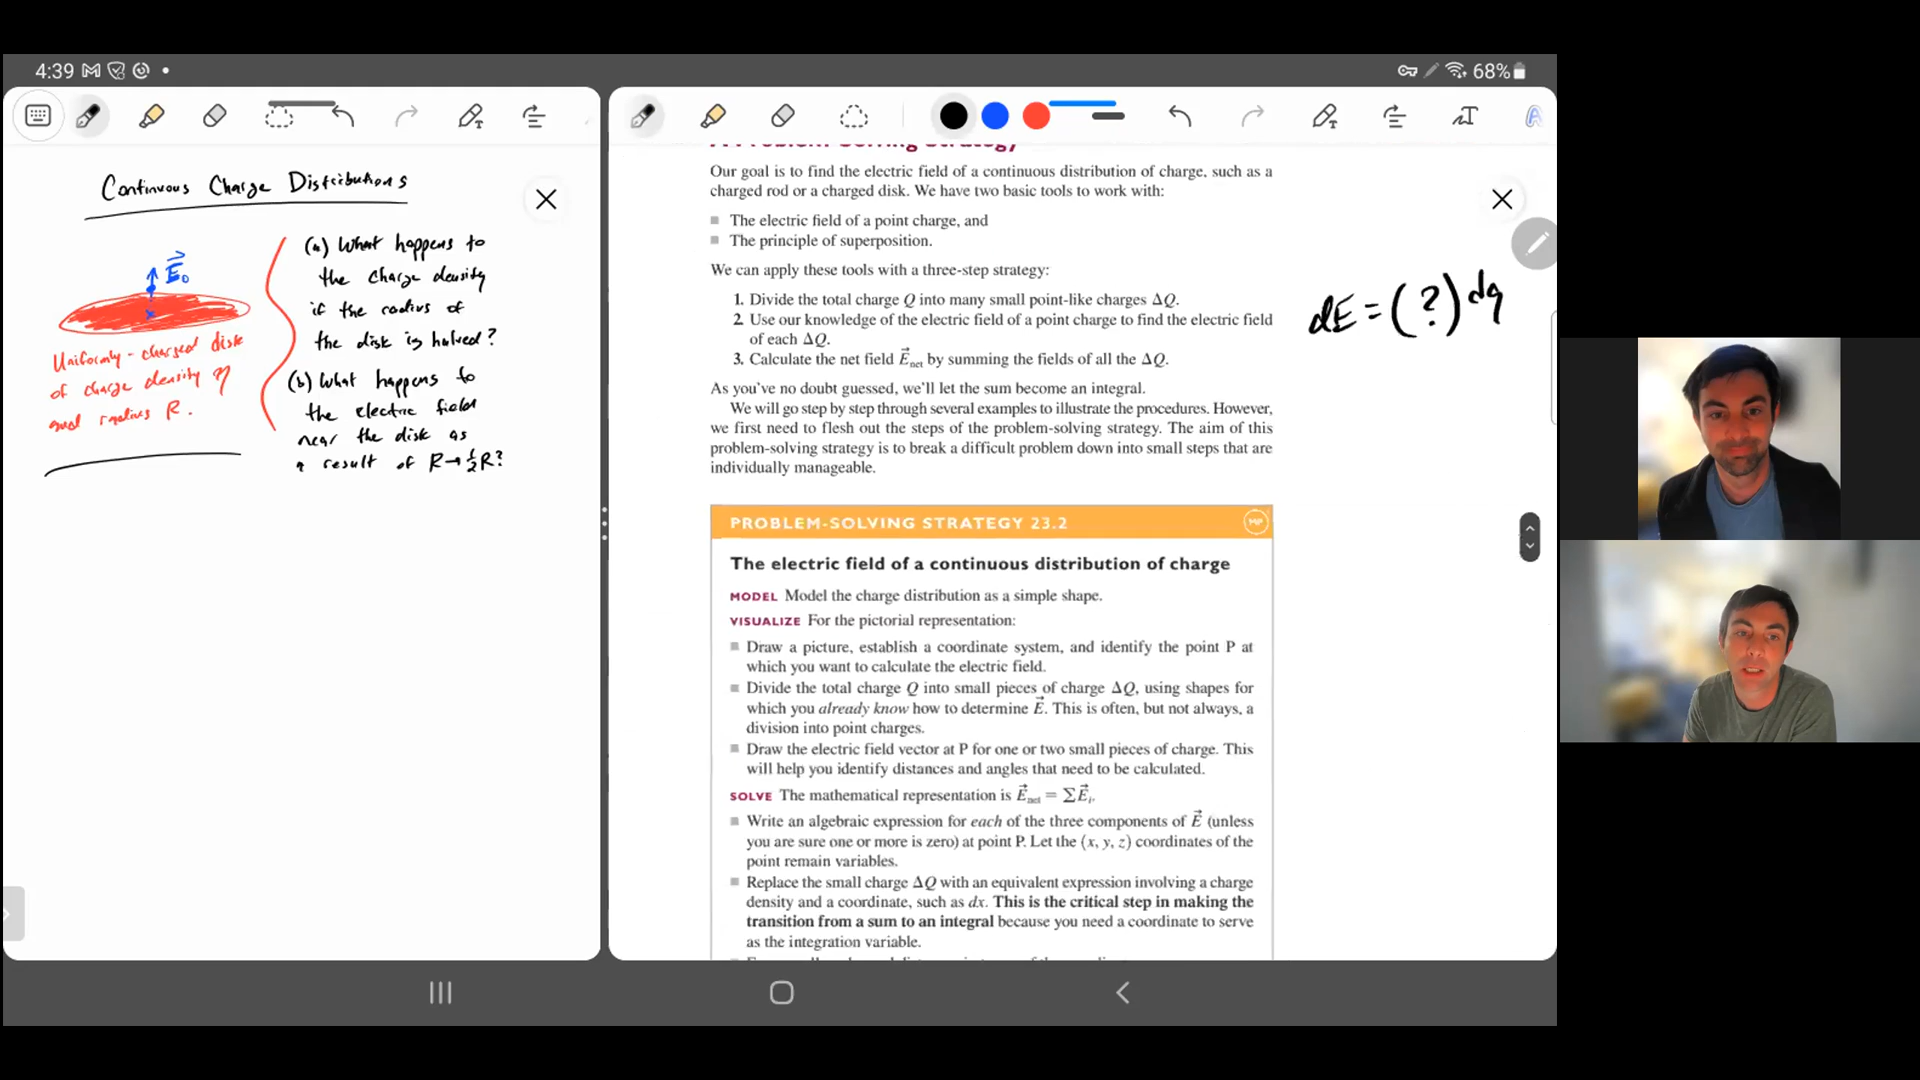 4:39
68%
Continuous Charge Distributions
E₀
Uniformly-charged disk
of charge density η
and radius R.
(a) What happens to
the charge density
if the radius of
the disk is halved?
(b) What happens to
the electric field
near the disk as
a result of R→½R?
Our goal is to find the electric field of a continuous distribution of charge, such as a
charged rod or a charged disk. We have two basic tools to work with:
■ The electric field of a point charge, and
■ The principle of superposition.
We can apply these tools with a three-step strategy:
1. Divide the total charge Q into many small point-like charges ΔQ.
2. Use our knowledge of the electric field of a point charge to find the electric field
of each ΔQ.
3. Calculate the net field E⃗net by summing the fields of all the ΔQ.
As you've no doubt guessed, we'll let the sum become an integral.
We will go step by step through several examples to illustrate the procedures. However,
we first need to flesh out the steps of the problem-solving strategy. The aim of this
problem-solving strategy is to break a difficult problem down into small steps that are
individually manageable.
dE = (?) dq
PROBLEM-SOLVING STRATEGY 23.2
MP
The electric field of a continuous distribution of charge
MODEL Model the charge distribution as a simple shape.
VISUALIZE For the pictorial representation:
■ Draw a picture, establish a coordinate system, and identify the point P at
which you want to calculate the electric field.
■ Divide the total charge Q into small pieces of charge ΔQ, using shapes for
which you already know how to determine E⃗. This is often, but not always, a
division into point charges.
■ Draw the electric field vector at P for one or two small pieces of charge. This
will help you identify distances and angles that need to be calculated.
SOLVE The mathematical representation is E⃗net = ΣE⃗i.
■ Write an algebraic expression for each of the three components of E⃗ (unless
you are sure one or more is zero) at point P. Let the (x, y, z) coordinates of the
point remain variables.
■ Replace the small charge ΔQ with an equivalent expression involving a charge
density and a coordinate, such as dx. This is the critical step in making the
transition from a sum to an integral because you need a coordinate to serve
as the integration variable.